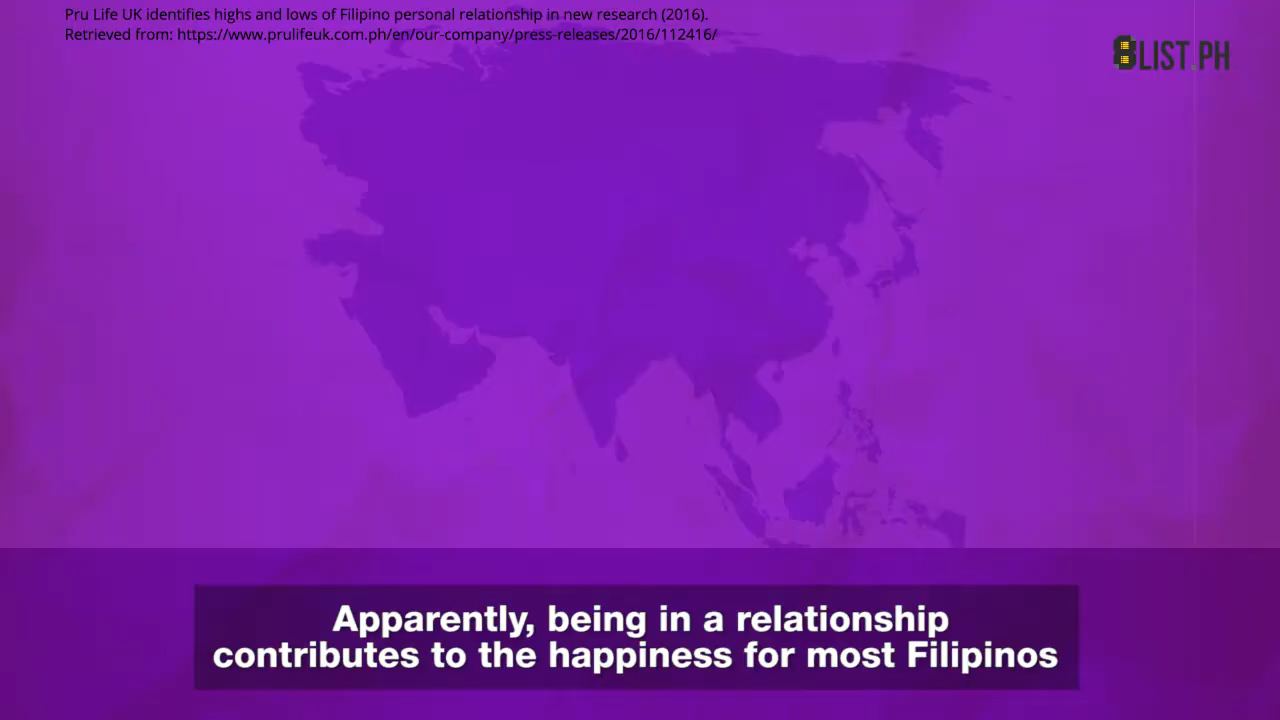 Pru Life UK identifies highs and lows of Filipino personal relationship in new research (2016).
Retrieved from: https://www.prulifeuk.com.ph/en/our-company/press-releases/2016/112416/
8LIST.PH
Apparently, being in a relationship
contributes to the happiness for most Filipinos